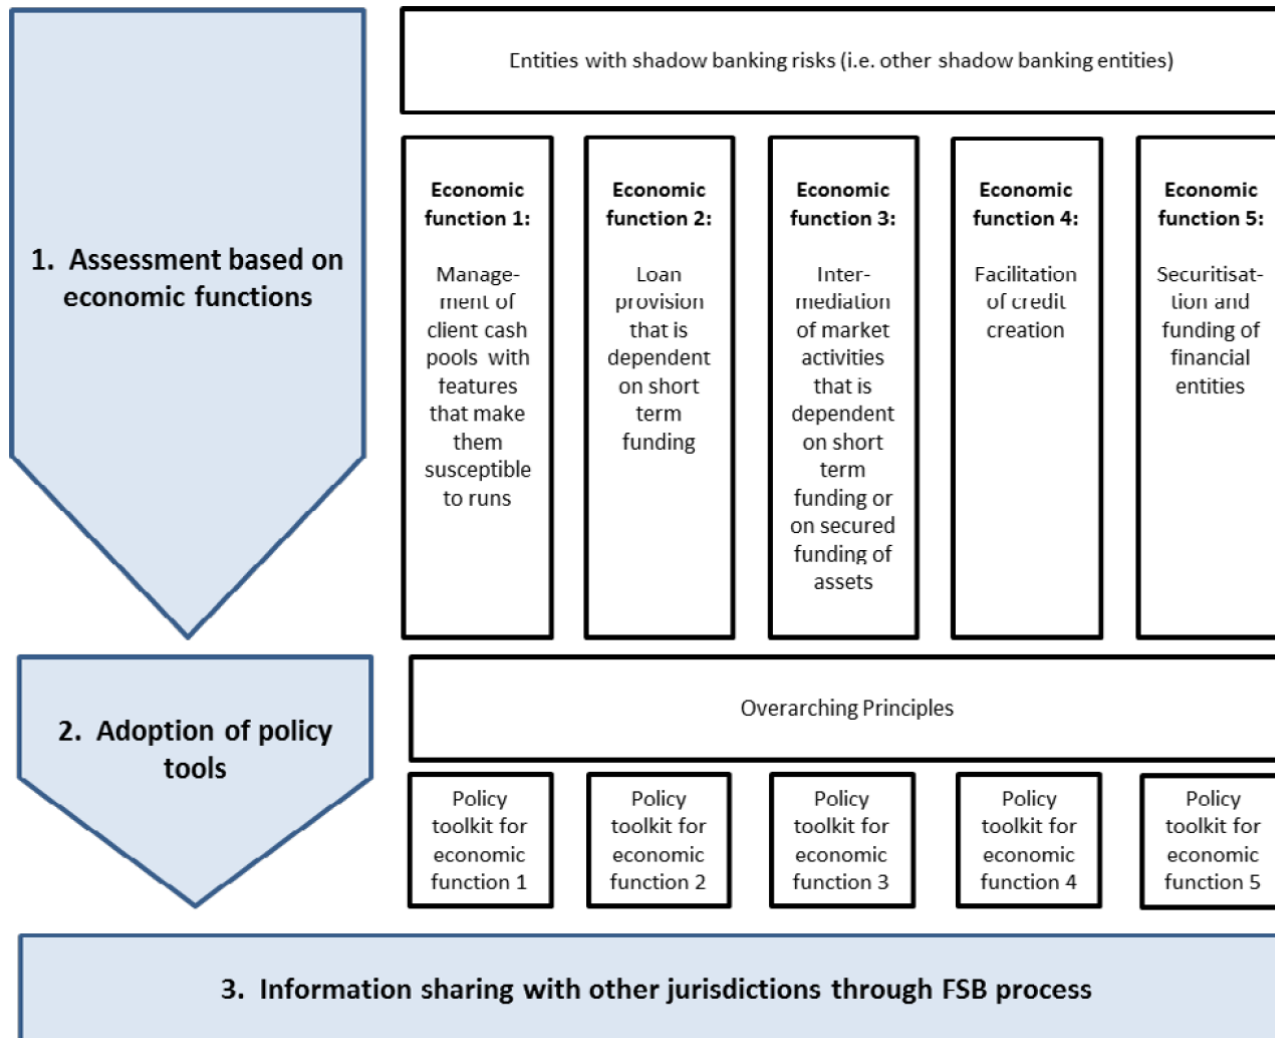 Entities with shadow banking risks (i.e. other shadow banking entities)
1. Assessment based on
economic functions
Economic
function 1:
Manage-
ment of
client cash
pools with
features
that make
them
susceptible
to runs
Economic
function 2:
Loan
provision
that is
dependent
on short
term
funding
Economic
function 3:
Inter-
mediation
of market
activities
that is
dependent
on short
term
funding or
on secured
funding of
assets
Economic
function 4:
Facilitation
of credit
creation
Economic
function 5:
Securitisat-
tion and
funding of
financial
entities
2. Adoption of policy
tools
Overarching Principles
Policy
toolkit for
economic
function 1
Policy
toolkit for
economic
function 2
Policy
toolkit for
economic
function 3
Policy
toolkit for
economic
function 4
Policy
toolkit for
economic
function 5
3. Information sharing with other jurisdictions through FSB process